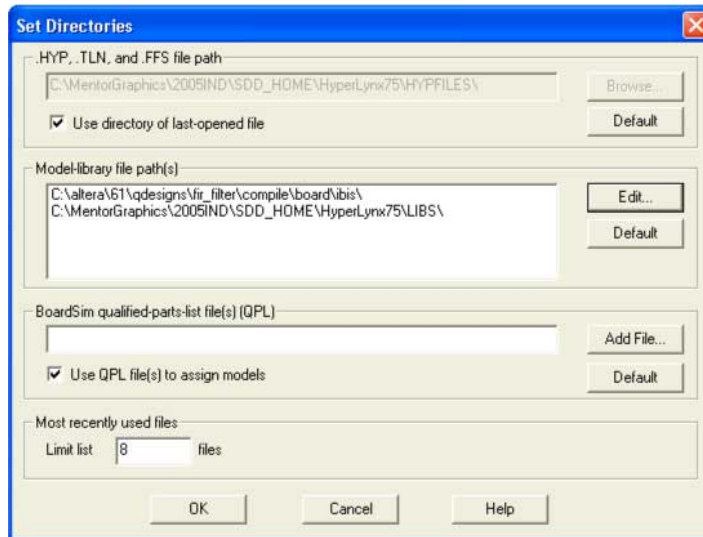 Set Directories
.HYP, .TLN, and .FFS file path
C:\MentorGraphics\2005IND\SDD_HOME\HyperLynx75\HYPFILES\
Browse...
Use directory of last-opened file
Default
Model-library file path(s)
C:\altera\61\qdesigns\fir_filter\compile\board\ibis\
C:\MentorGraphics\2005IND\SDD_HOME\HyperLynx75\LIBS\
Edit...
Default
BoardSim qualified-parts-list file(s) (QPL)
Add File...
Use QPL file(s) to assign models
Default
Most recently used files
Limit list 8 files
OK Cancel Help